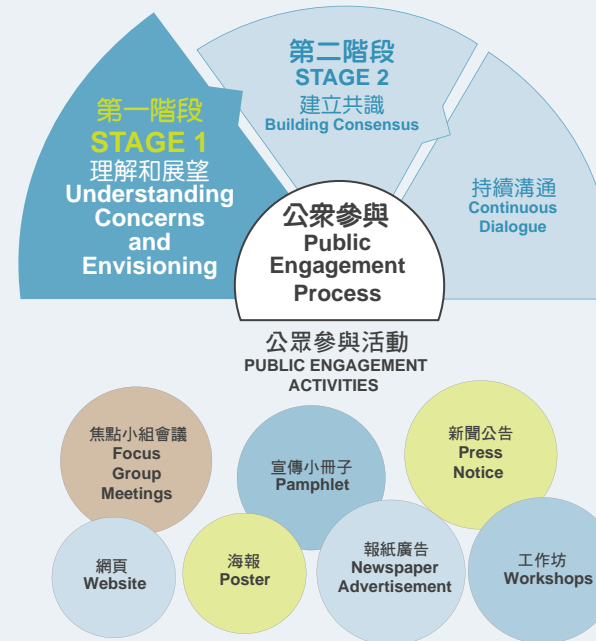 第一階段
STAGE 1
理解和展望
Understanding
Concerns
and
Envisioning
第二階段
STAGE 2
建立共識
Building Consensus
持續溝通
Continuous
Dialogue
公衆參與
Public
Engagement
Process
公眾參與活動
PUBLIC ENGAGEMENT
ACTIVITIES
焦點小組會議
Focus
Group
Meetings
宣傳小冊子
Pamphlet
新聞公告
Press
Notice
網頁
Website
海報
Poster
報紙廣告
Newspaper
Advertisement
工作坊
Workshops